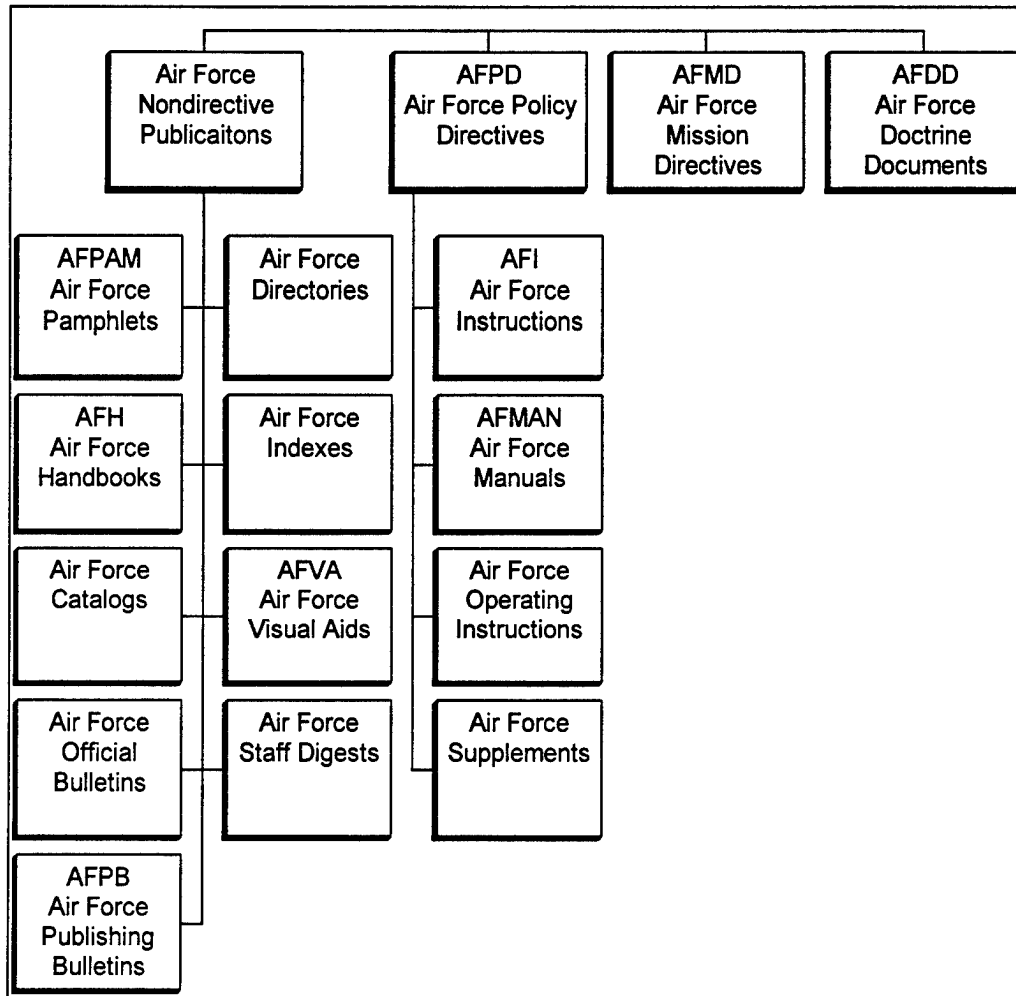 Air Force
Nondirective
Publicaitons
AFPD
Air Force Policy
Directives
AFMD
Air Force
Mission
Directives
AFDD
Air Force
Doctrine
Documents
AFPAM
Air Force
Pamphlets
Air Force
Directories
AFI
Air Force
Instructions
AFH
Air Force
Handbooks
Air Force
Indexes
AFMAN
Air Force
Manuals
Air Force
Catalogs
AFVA
Air Force
Visual Aids
Air Force
Operating
Instructions
Air Force
Official
Bulletins
Air Force
Staff Digests
Air Force
Supplements
AFPB
Air Force
Publishing
Bulletins